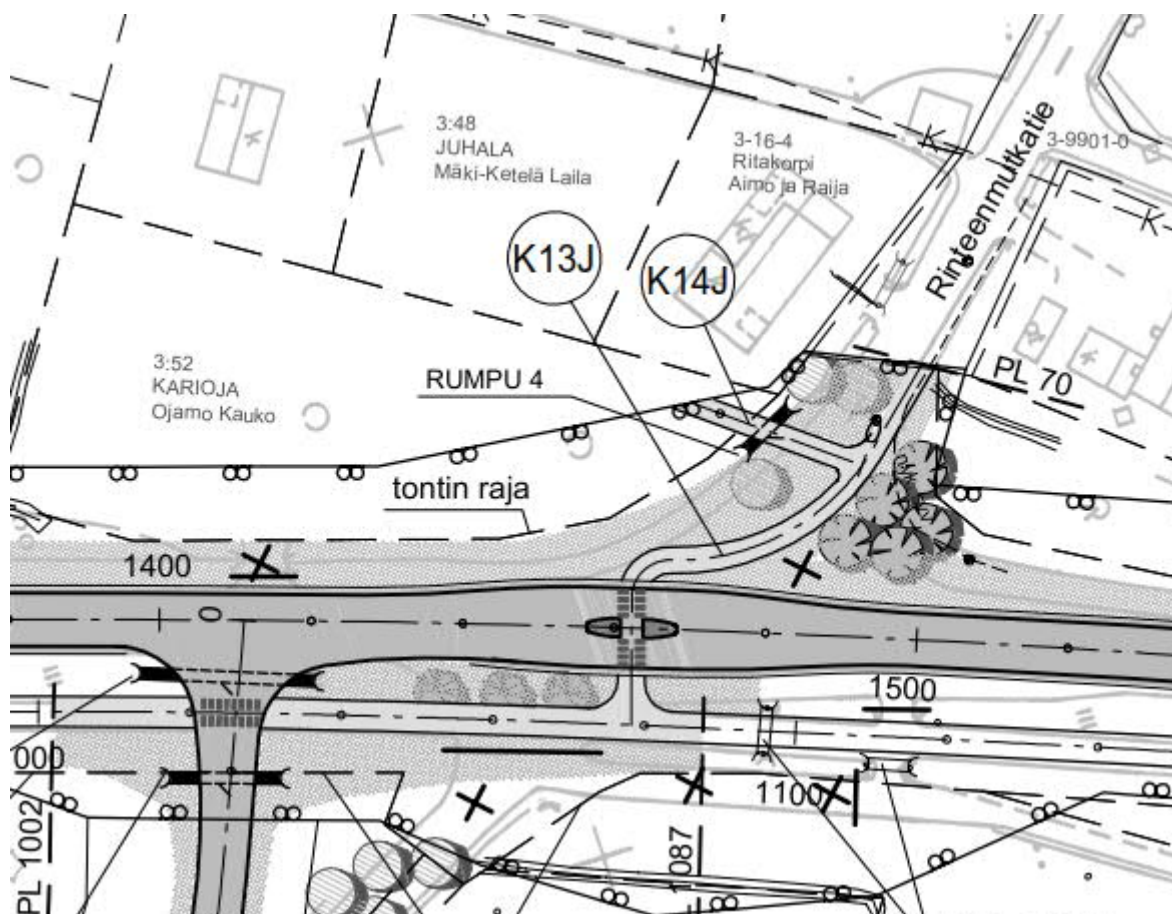 K
3:48
JUHALA
Mäki-Ketelä Laila
3-16-4
Ritakorpi
Aimo ja Raija
K
3-9901-0
Rinteenmutkatie
K
K13J
K14J
3:52
KARIOJA
Ojamo Kauko
RUMPU 4
PL 70
tontin raja
1400
0
1500
000
1100
PL 1002
1087